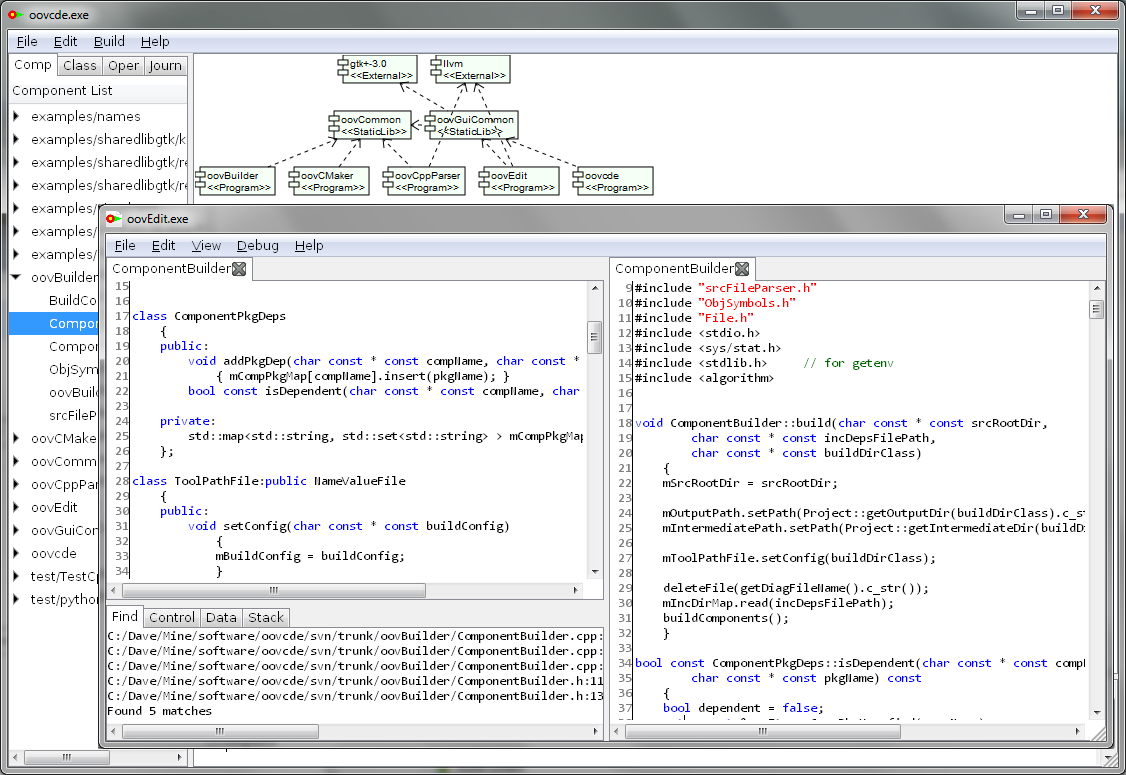 oovcde.exe
File Edit Build Help
Comp Class Oper Journ
Component List
examples/names
examples/sharedlibgtk/k
examples/sharedlibgtk/re
examples/sharedlibgtk/re
examples/
examples/
examples/
oovBuilder
BuildCo
Compor
Compor
ObjSym
oovBuil
srcFileP
oovCMake
oovComm
oovCppPar
oovEdit
oovGuiCor
oovcde
test/TestCp
test/python
gtk+-3.0
<<External>>
llvm
<<External>>
oovCommon
<<StaticLib>>
oovGuiCommon
<<StaticLib>>
oovBuilder
<<Program>>
oovCMaker
<<Program>>
oovCppParser
<<Program>>
oovEdit
<<Program>>
oovcde
<<Program>>
oovEdit.exe
File Edit View Debug Help
ComponentBuilder
15
16
17 class ComponentPkgDeps
18 {
19 public:
20 void addPkgDep(char const * const compName, char const *
21 { mCompPkgMap[compName].insert(pkgName); }
22 bool const isDependent(char const * const compName, char
23
24 private:
25 std::map<std::string, std::set<std::string> > mCompPkgMap
26 };
27
28 class ToolPathFile:public NameValueFile
29 {
30 public:
31 void setConfig(char const * const buildConfig)
32 {
33 mBuildConfig = buildConfig;
34 }
Find Control Data Stack
C:/Dave/Mine/software/oovcde/svn/trunk/oovBuilder/ComponentBuilder.cpp:
C:/Dave/Mine/software/oovcde/svn/trunk/oovBuilder/ComponentBuilder.cpp:
C:/Dave/Mine/software/oovcde/svn/trunk/oovBuilder/ComponentBuilder.cpp:
C:/Dave/Mine/software/oovcde/svn/trunk/oovBuilder/ComponentBuilder.h:11
C:/Dave/Mine/software/oovcde/svn/trunk/oovBuilder/ComponentBuilder.h:13
Found 5 matches
ComponentBuilder
9 #include "srcFileParser.h"
10 #include "ObjSymbols.h"
11 #include "File.h"
12 #include <stdio.h>
13 #include <sys/stat.h>
14 #include <stdlib.h> // for getenv
15 #include <algorithm>
16
17
18 void ComponentBuilder::build(char const * const srcRootDir,
19 char const * const incDepsFilePath,
20 char const * const buildDirClass)
21 {
22 mSrcRootDir = srcRootDir;
23
24 mOutputPath.setPath(Project::getOutputDir(buildDirClass).c_st
25 mIntermediatePath.setPath(Project::getIntermediateDir(buildD
26
27 mToolPathFile.setConfig(buildDirClass);
28
29 deleteFile(getDiagFileName().c_str());
30 mIncDirMap.read(incDepsFilePath);
31 buildComponents();
32 }
33
34 bool const ComponentPkgDeps::isDependent(char const * const compN
35 char const * const pkgName) const
36 {
37 bool dependent = false;